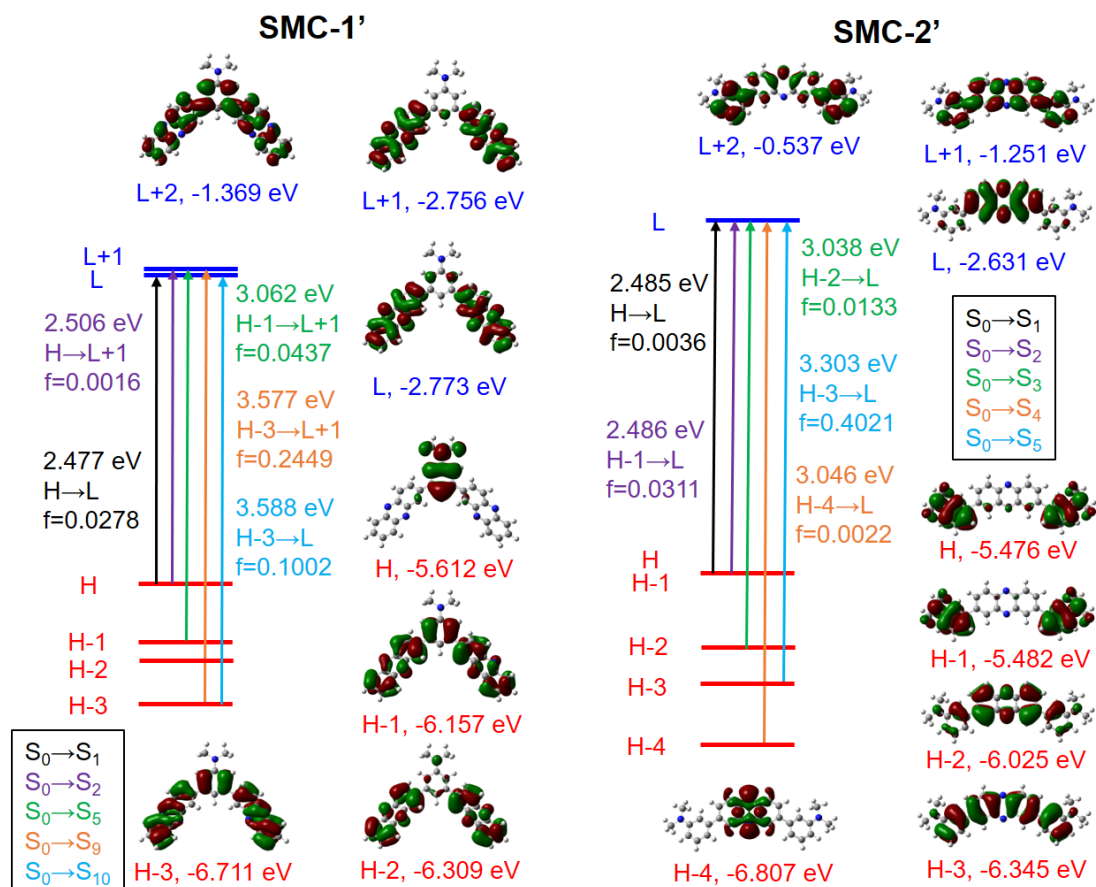 SMC-1’
L+2, -1.369 eV
L+1, -2.756 eV
L+1
L
2.506 eV
H→L+1
f=0.0016
3.062 eV
H-1→L+1
f=0.0437
L, -2.773 eV
3.577 eV
H-3→L+1
f=0.2449
2.477 eV
H→L
f=0.0278
3.588 eV
H-3→L
f=0.1002
H, -5.612 eV
H
H-1
H-2
H-3
H-1, -6.157 eV
S₀→S₁
S₀→S₂
S₀→S₅
S₀→S₉
S₀→S₁₀
H-3, -6.711 eV
H-2, -6.309 eV
SMC-2’
L+2, -0.537 eV
L+1, -1.251 eV
L
L, -2.631 eV
2.485 eV
H→L
f=0.0036
3.038 eV
H-2→L
f=0.0133
S₀→S₁
S₀→S₂
S₀→S₃
S₀→S₄
S₀→S₅
3.303 eV
H-3→L
f=0.4021
2.486 eV
H-1→L
f=0.0311
3.046 eV
H-4→L
f=0.0022
H, -5.476 eV
H
H-1
H-2
H-3
H-4
H-1, -5.482 eV
H-2, -6.025 eV
H-4, -6.807 eV
H-3, -6.345 eV